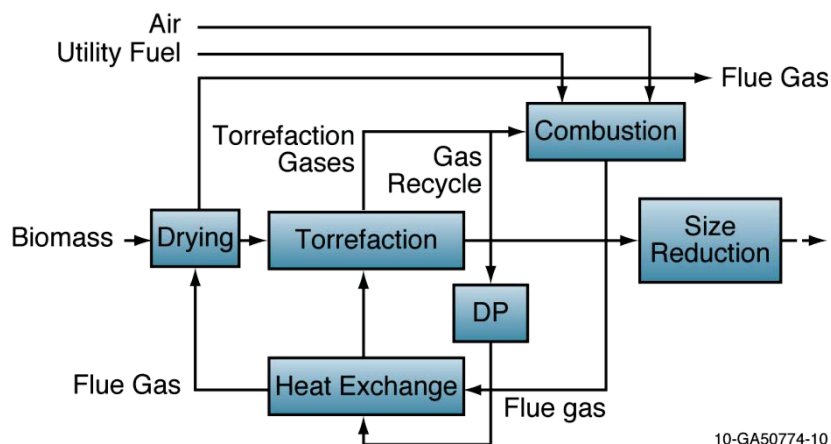 Air
Utility Fuel
Flue Gas
Combustion
Torrefaction
Gases
Gas
Recycle
Biomass
Drying
Torrefaction
Size
Reduction
DP
Flue Gas
Heat Exchange
Flue gas
10-GA50774-10